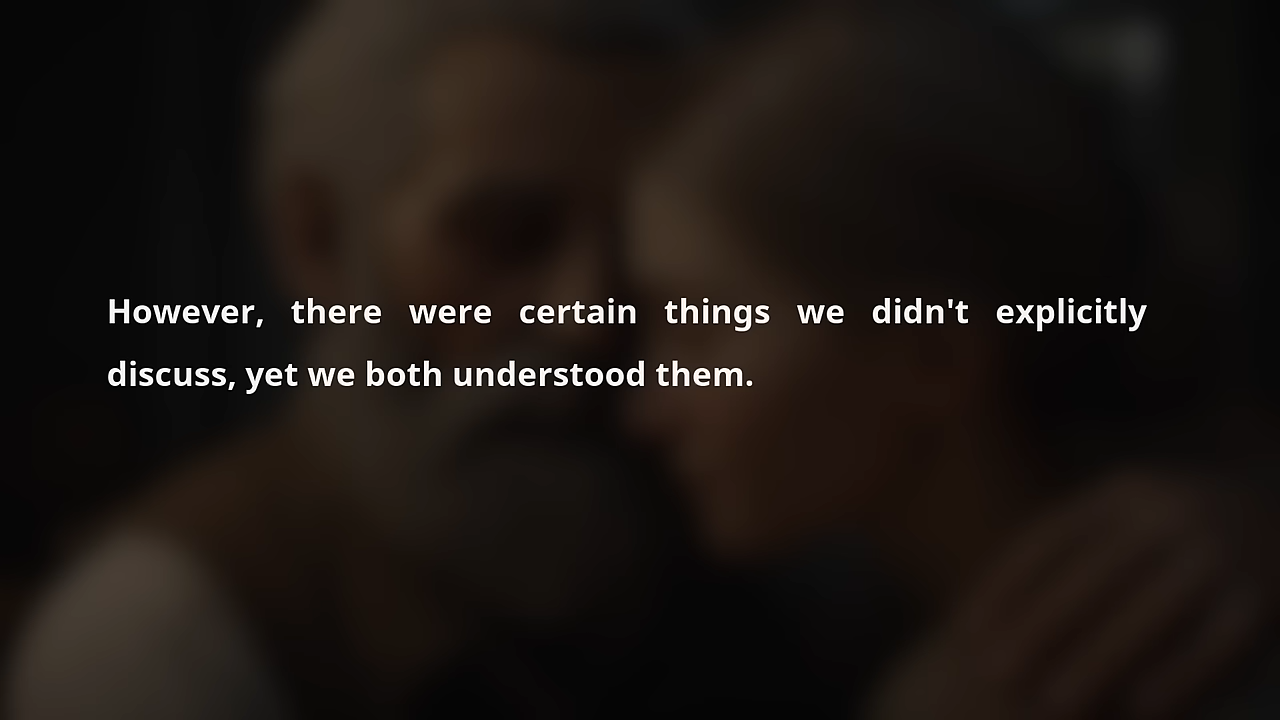 However, there were certain things we didn't explicitly
discuss, yet we both understood them.